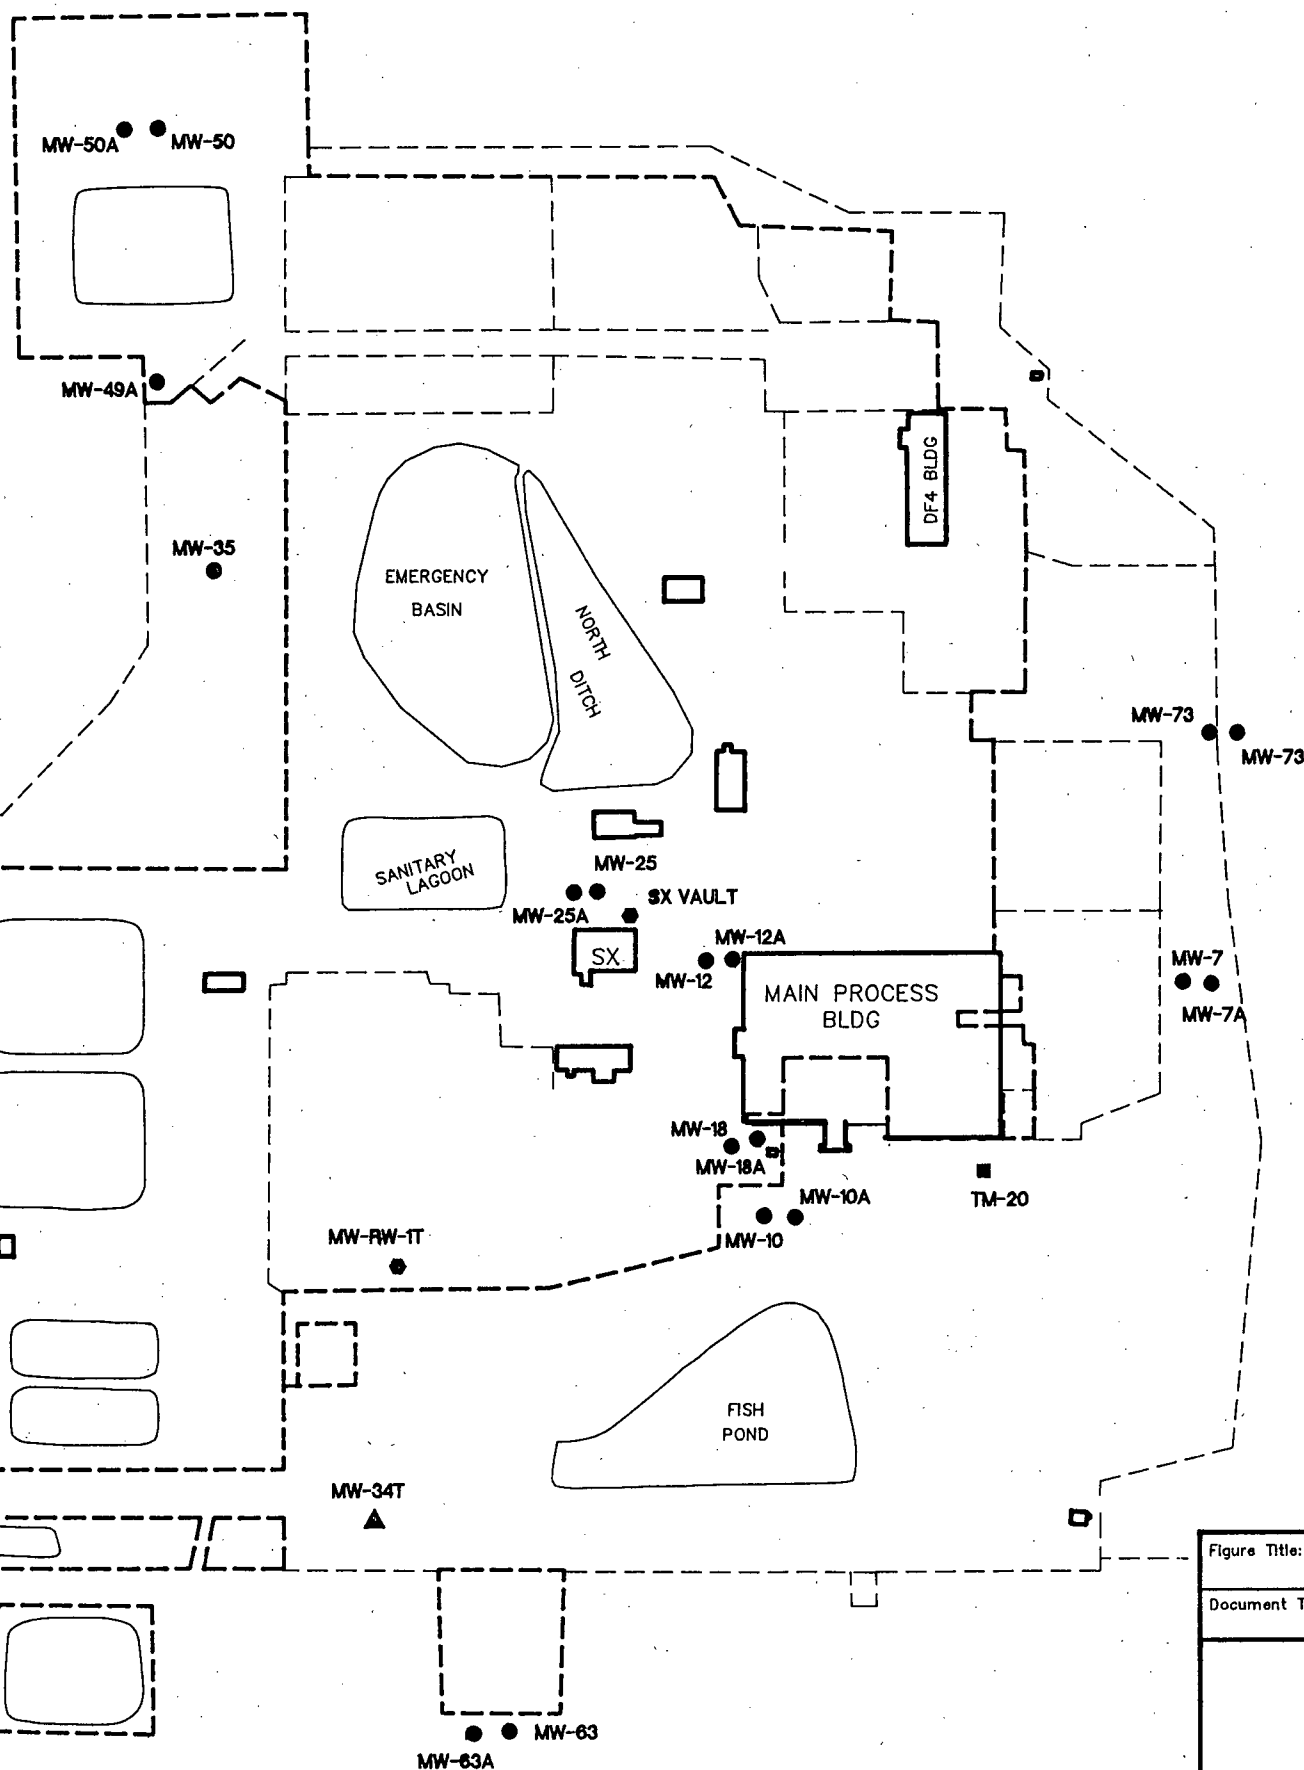 MW-50A
MW-50
MW-49A
DF4 BLDG
MW-35
EMERGENCY
BASIN
NORTH
DITCH
MW-73
MW-73
SANITARY
LAGOON
MW-25
MW-25A
SX VAULT
SX
MW-12A
MW-12
MAIN PROCESS
BLDG
MW-7
MW-7A
MW-18
MW-18A
TM-20
MW-10A
MW-10
MW-RW-1T
FISH
POND
MW-34T
Figure Title:
Document T
MW-63
MW-63A